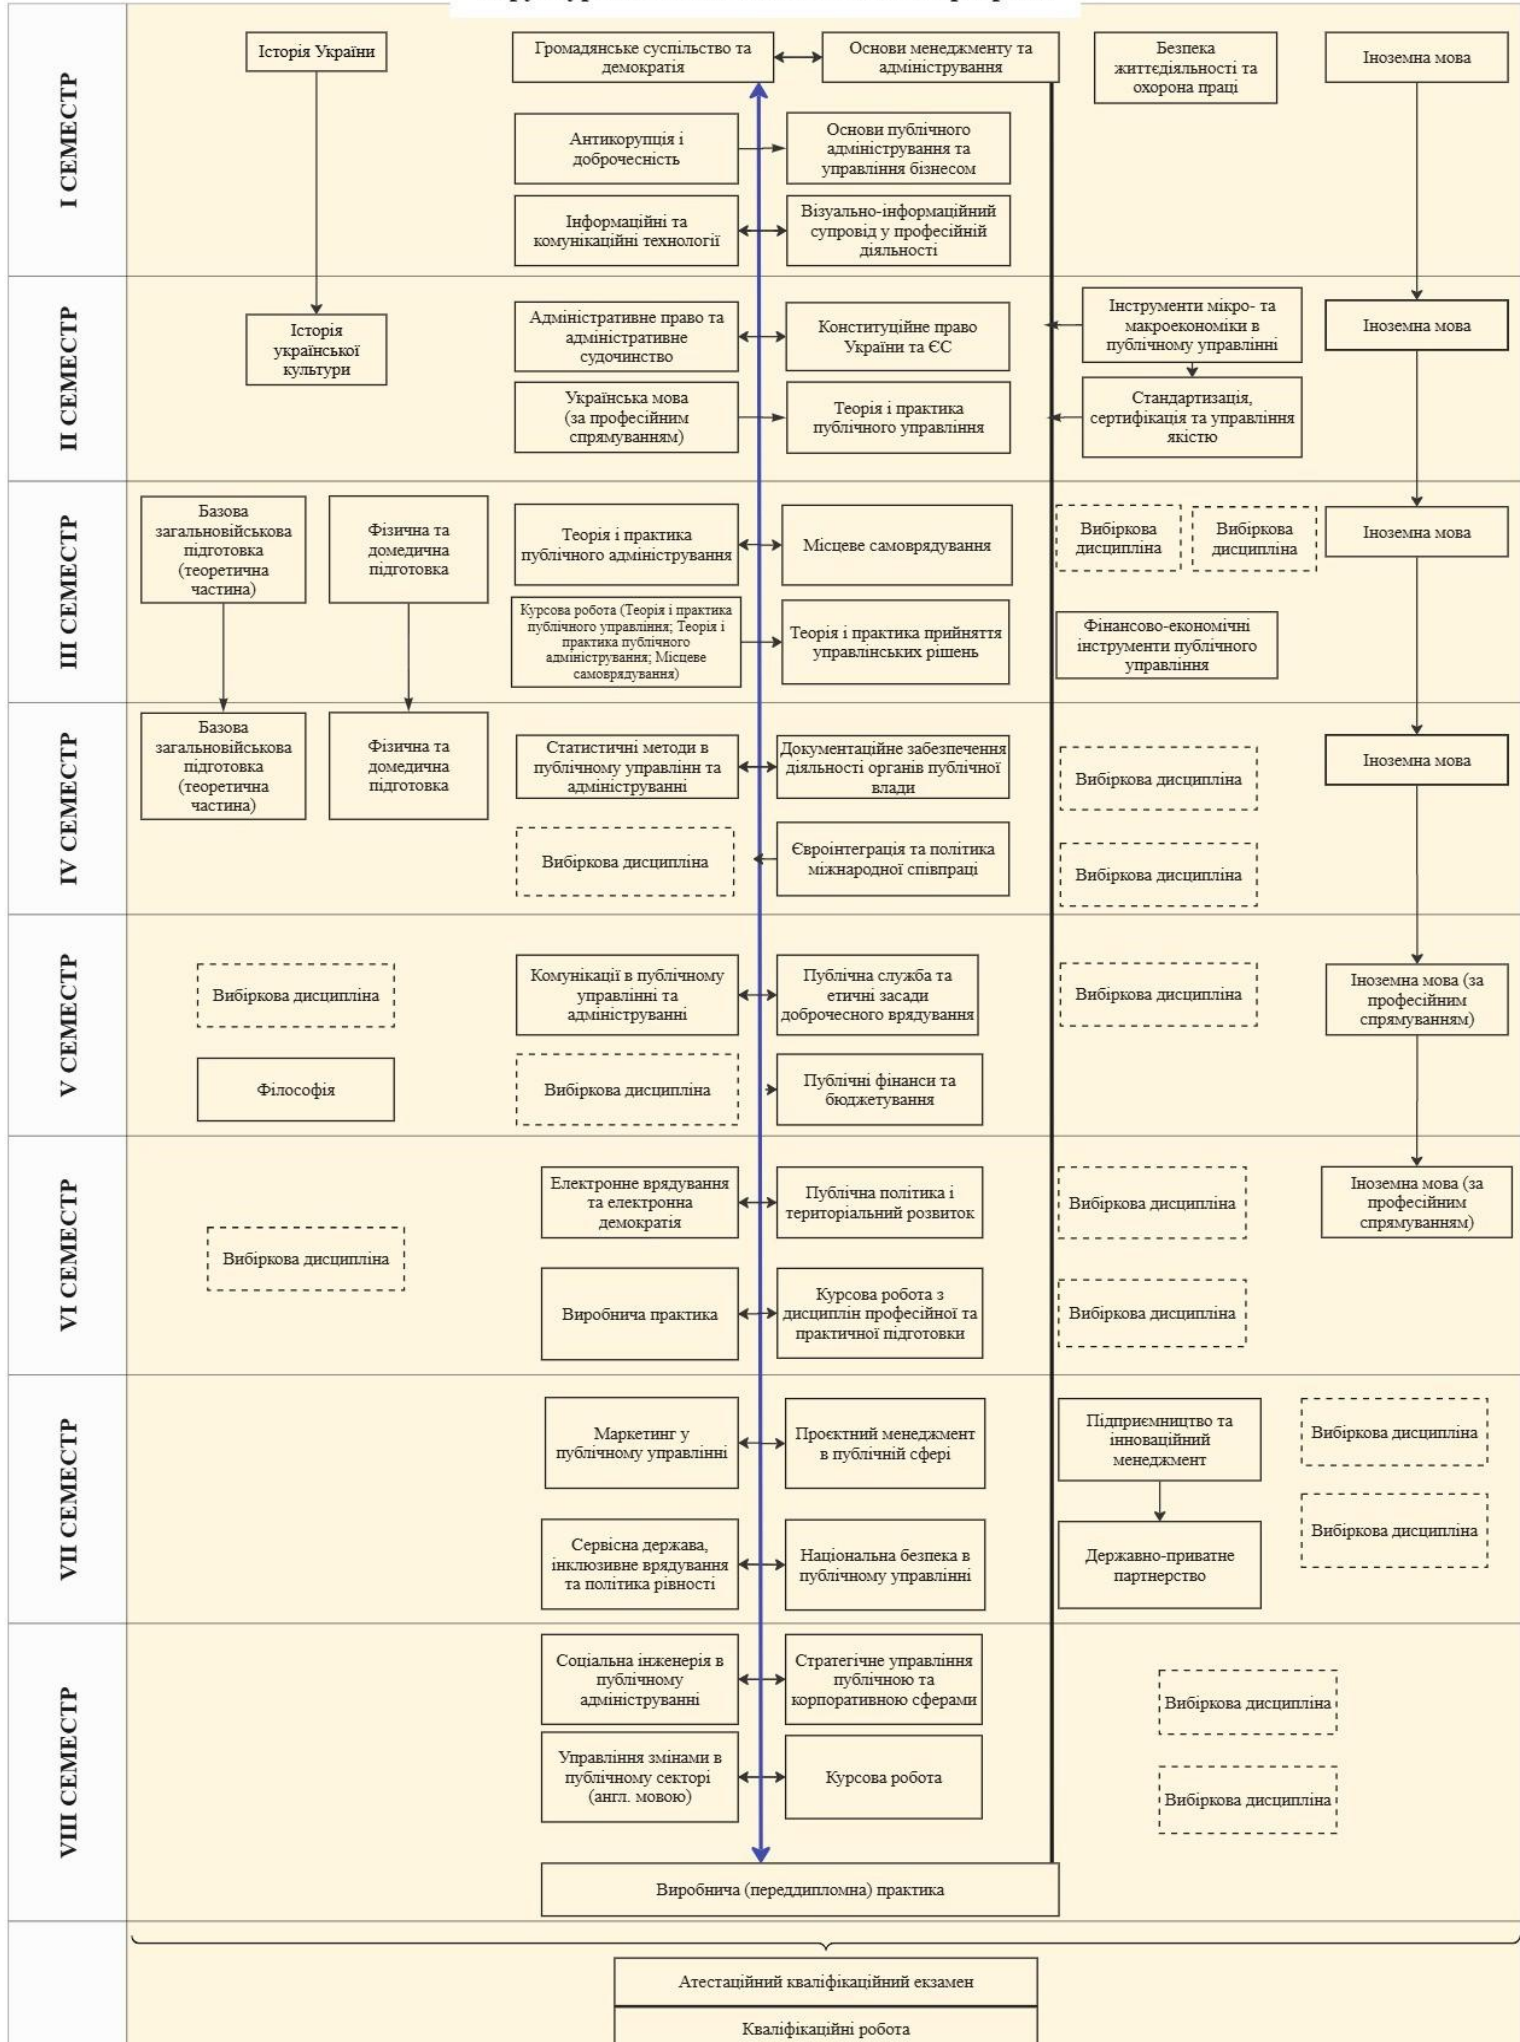 I СЕМЕСТР
Історія України
Громадянське суспільство та
демократія
Основи менеджменту та
адміністрування
Безпека
життєдіяльності та
охорона праці
Іноземна мова
Антикорупція і
доброчесність
Основи публічного
адміністрування та
управління бізнесом
Інформаційні та
комунікаційні технології
Візуально-інформаційний
супровід у професійній
діяльності
II СЕМЕСТР
Історія
української
культури
Адміністративне право та
адміністративне
судочинство
Конституційне право
України та ЄС
Інструменти мікро- та
макроекономіки в
публічному управлінні
Іноземна мова
Українська мова
(за професійним
спрямуванням)
Теорія і практика
публічного управління
Стандартизація,
сертифікація та управління
якістю
III СЕМЕСТР
Базова
загальновійськова
підготовка
(теоретична
частина)
Фізична та
домедична
підготовка
Теорія і практика
публічного адміністрування
Місцеве самоврядування
Вибіркова
дисципліна
Вибіркова
дисципліна
Іноземна мова
Курсова робота (Теорія і практика
публічного управління; Теорія і
практика публічного
адміністрування; Місцеве
самоврядування)
Теорія і практика прийняття
управлінських рішень
Фінансово-економічні
інструменти публічного
управління
IV СЕМЕСТР
Базова
загальновійськова
підготовка
(теоретична
частина)
Фізична та
домедична
підготовка
Статистичні методи в
публічному управлінн та
адмініструванні
Документаційне забезпечення
діяльності органів публічної
влади
Вибіркова дисципліна
Іноземна мова
Вибіркова дисципліна
Євроінтеграція та політика
міжнародної співпраці
Вибіркова дисципліна
V СЕМЕСТР
Вибіркова дисципліна
Комунікації в публічному
управлінні та
адмініструванні
Публічна служба та
етичні засади
доброчесного врядування
Вибіркова дисципліна
Іноземна мова (за
професійним
спрямуванням)
Філософія
Вибіркова дисципліна
Публічні фінанси та
бюджетування
VI СЕМЕСТР
Вибіркова дисципліна
Електронне врядування
та електронна
демократія
Публічна політика і
територіальний розвиток
Вибіркова дисципліна
Іноземна мова (за
професійним
спрямуванням)
Виробнича практика
Курсова робота з
дисциплін професійної та
практичної підготовки
Вибіркова дисципліна
VII СЕМЕСТР
Маркетинг у
публічному управлінні
Проєктний менеджмент
в публічній сфері
Підприємництво та
інноваційний
менеджмент
Вибіркова дисципліна
Сервісна держава,
інклюзивне врядування
та політика рівності
Національна безпека в
публічному управлінні
Державно-приватне
партнерство
Вибіркова дисципліна
VIII СЕМЕСТР
Соціальна інженерія в
публічному
адмініструванні
Стратегічне управління
публічною та
корпоративною сферами
Вибіркова дисципліна
Управління змінами в
публічному секторі
(англ. мовою)
Курсова робота
Вибіркова дисципліна
Виробнича (переддипломна) практика
Атестаційний кваліфікаційний екзамен
Кваліфікаційні робота